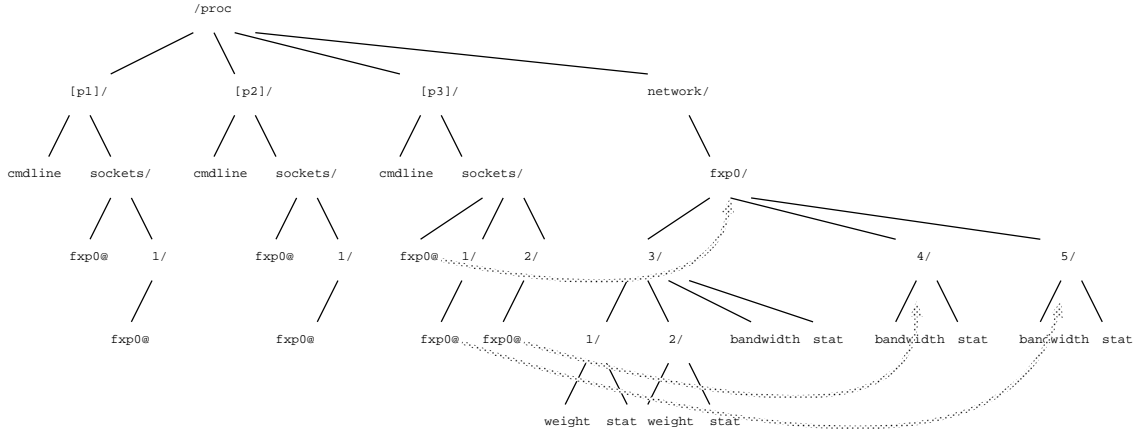 /proc
[p1]/ [p2]/ [p3]/ network/
cmdline sockets/ cmdline sockets/ cmdline sockets/ fxp0/
fxp0@ 1/ fxp0@ 1/ fxp0@ 1/ 2/ 3/ 4/ 5/
fxp0@ fxp0@ fxp0@ fxp0@ 1/ 2/ bandwidth stat bandwidth stat bandwidth stat
weight stat weight stat